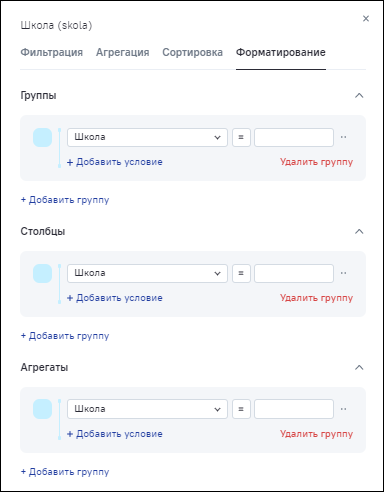 Школа (skola)
×
Фильтрация Агрегация Сортировка Форматирование
Группы
Школа =
+ Добавить условие Удалить группу
+ Добавить группу
Столбцы
Школа =
+ Добавить условие Удалить группу
+ Добавить группу
Агрегаты
Школа =
+ Добавить условие Удалить группу
+ Добавить группу